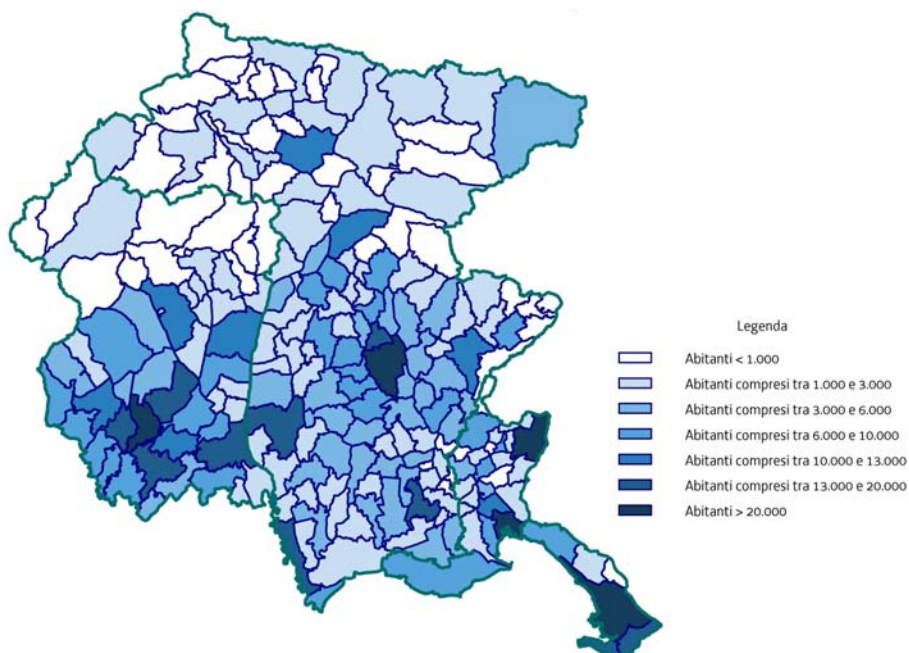 Legenda
Abitanti < 1.000
Abitanti compresi tra 1.000 e 3.000
Abitanti compresi tra 3.000 e 6.000
Abitanti compresi tra 6.000 e 10.000
Abitanti compresi tra 10.000 e 13.000
Abitanti compresi tra 13.000 e 20.000
Abitanti > 20.000